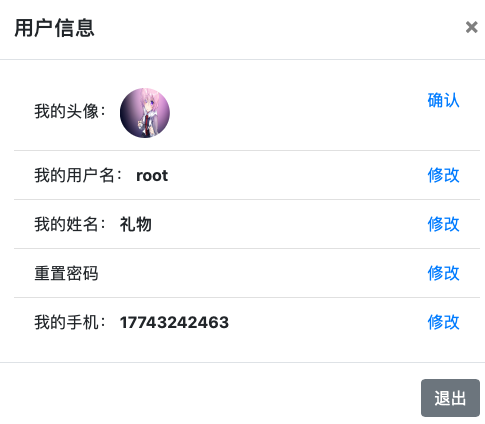 用户信息 ×
我的头像： 确认
我的用户名： root 修改
我的姓名： 礼物 修改
重置密码 修改
我的手机： 17743242463 修改
退出